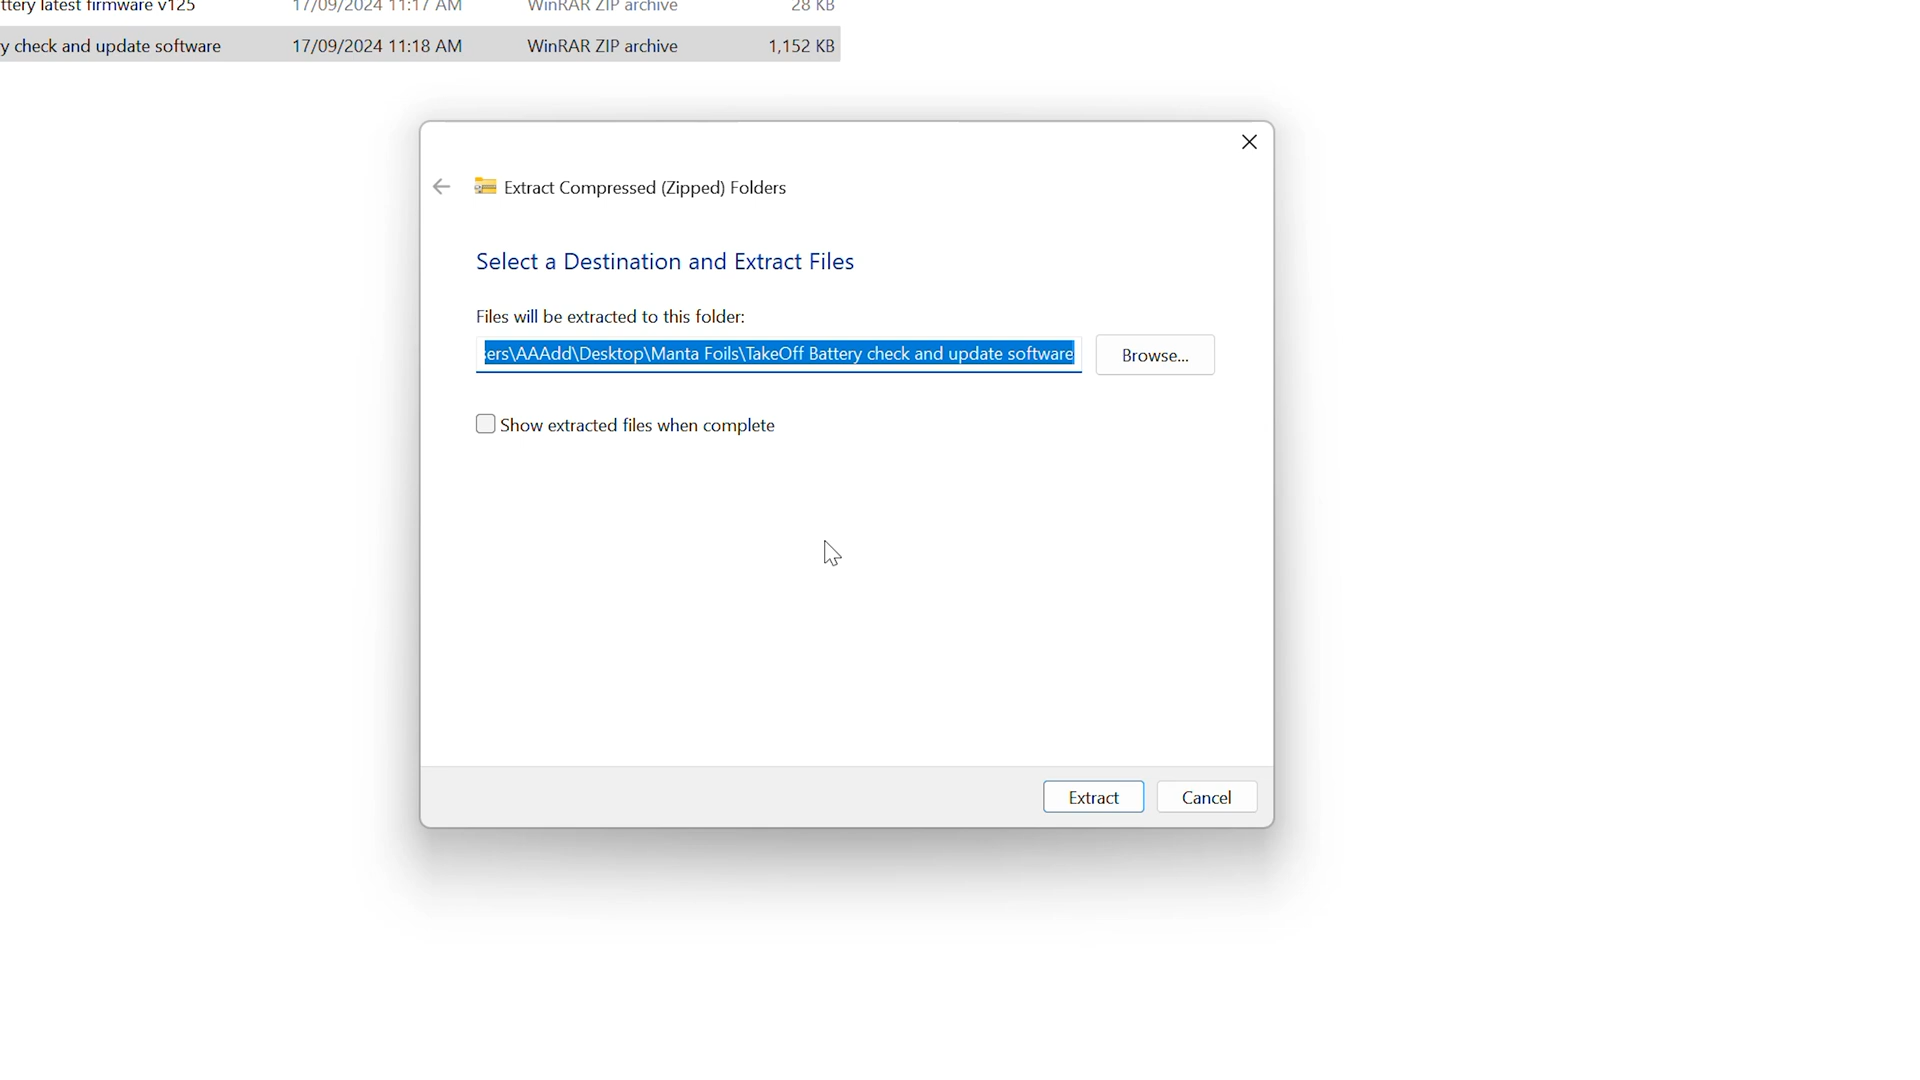 latest firmware v125 17/09/2024 11:17 AM WinRAR ZIP archive 28 KB
check and update software 17/09/2024 11:18 AM WinRAR ZIP archive 1,152 KB
Extract Compressed (Zipped) Folders
Select a Destination and Extract Files
Files will be extracted to this folder:
sers\AAAdd\Desktop\Manta Foils\TakeOff Battery check and update software
Browse...
Show extracted files when complete
Extract Cancel